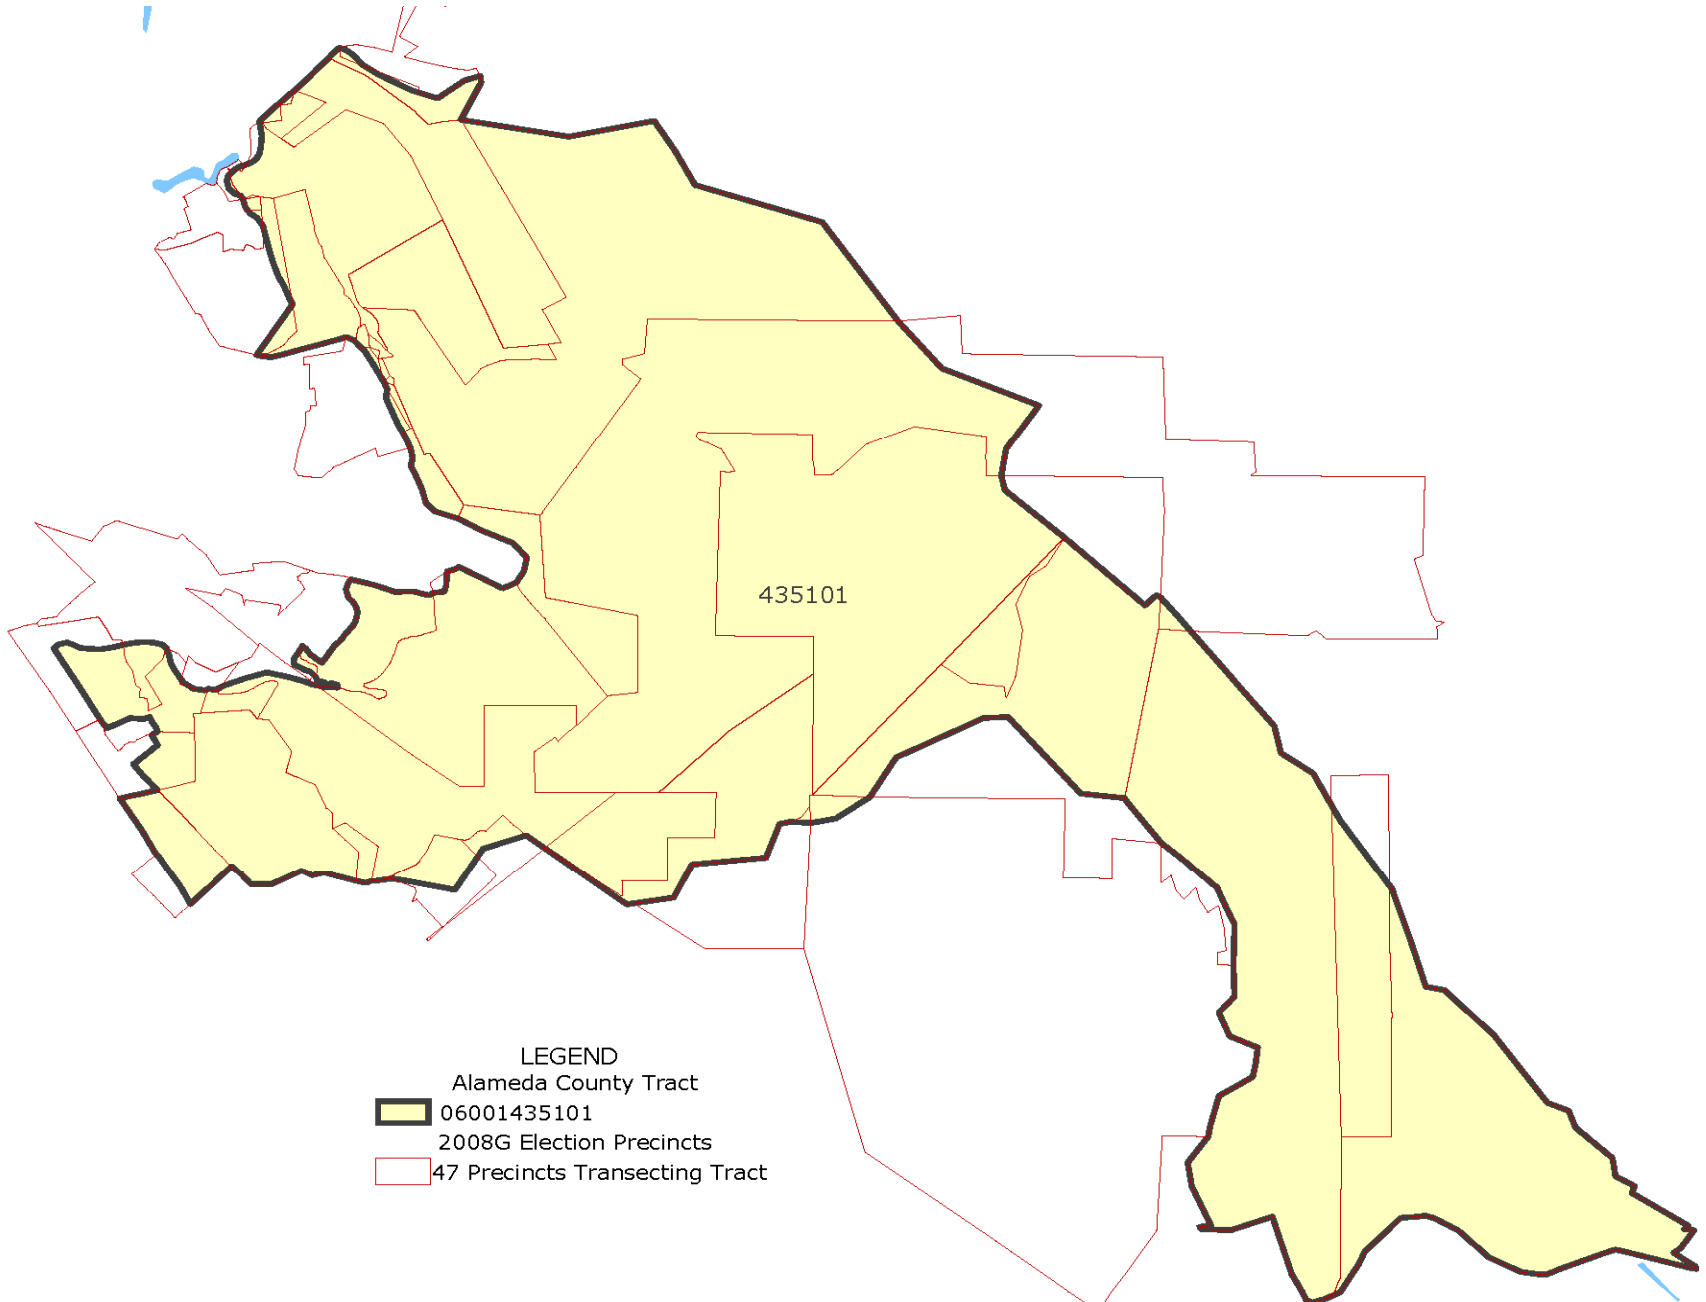 435101
LEGEND
Alameda County Tract
06001435101
2008G Election Precincts
47 Precincts Transecting Tract